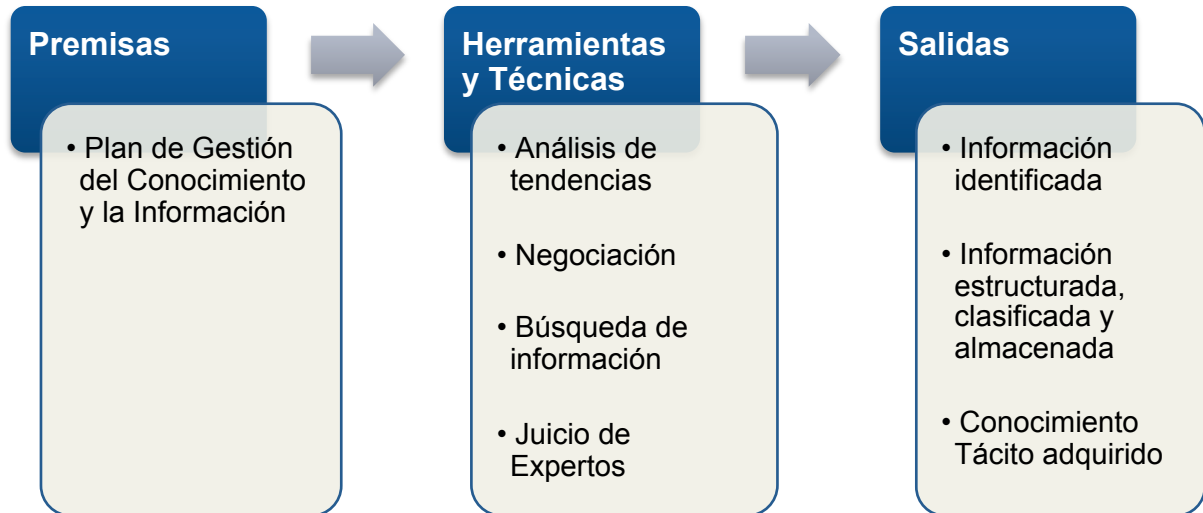 Premisas
• Plan de Gestión
del Conocimiento
y la Información
Herramientas
y Técnicas
• Análisis de
tendencias
• Negociación
• Búsqueda de
información
• Juicio de
Expertos
Salidas
• Información
identificada
• Información
estructurada,
clasificada y
almacenada
• Conocimiento
Tácito adquirido